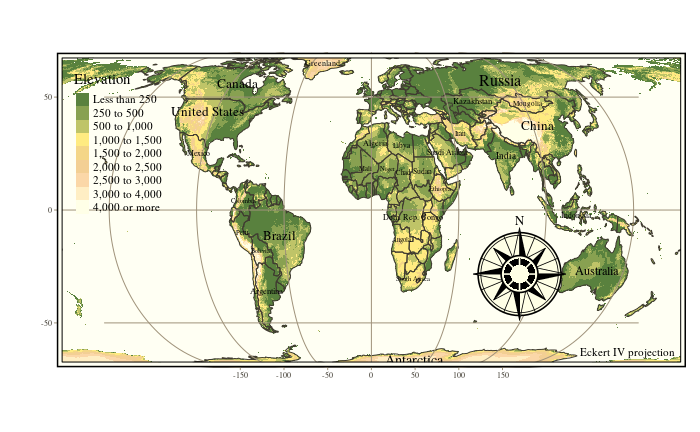 Elevation
Less than 250
250 to 500
500 to 1,000
1,000 to 1,500
1,500 to 2,000
2,000 to 2,500
2,500 to 3,000
3,000 to 4,000
4,000 or more
Greenland
Canada
United States
Mexico
Colombia
Peru
Brazil
Bolivia
Argentina
Russia
Kazakhstan
Mongolia
China
Iran
India
Algeria
Libya
Saudi Arabia
Mali
Niger
Chad
Sudan
Ethiopia
Dem Rep. Congo
Angola
South Africa
Indonesia
Australia
Antarctica
N
Eckert IV projection
50
0
-50
-150
-100
-50
0
50
100
150